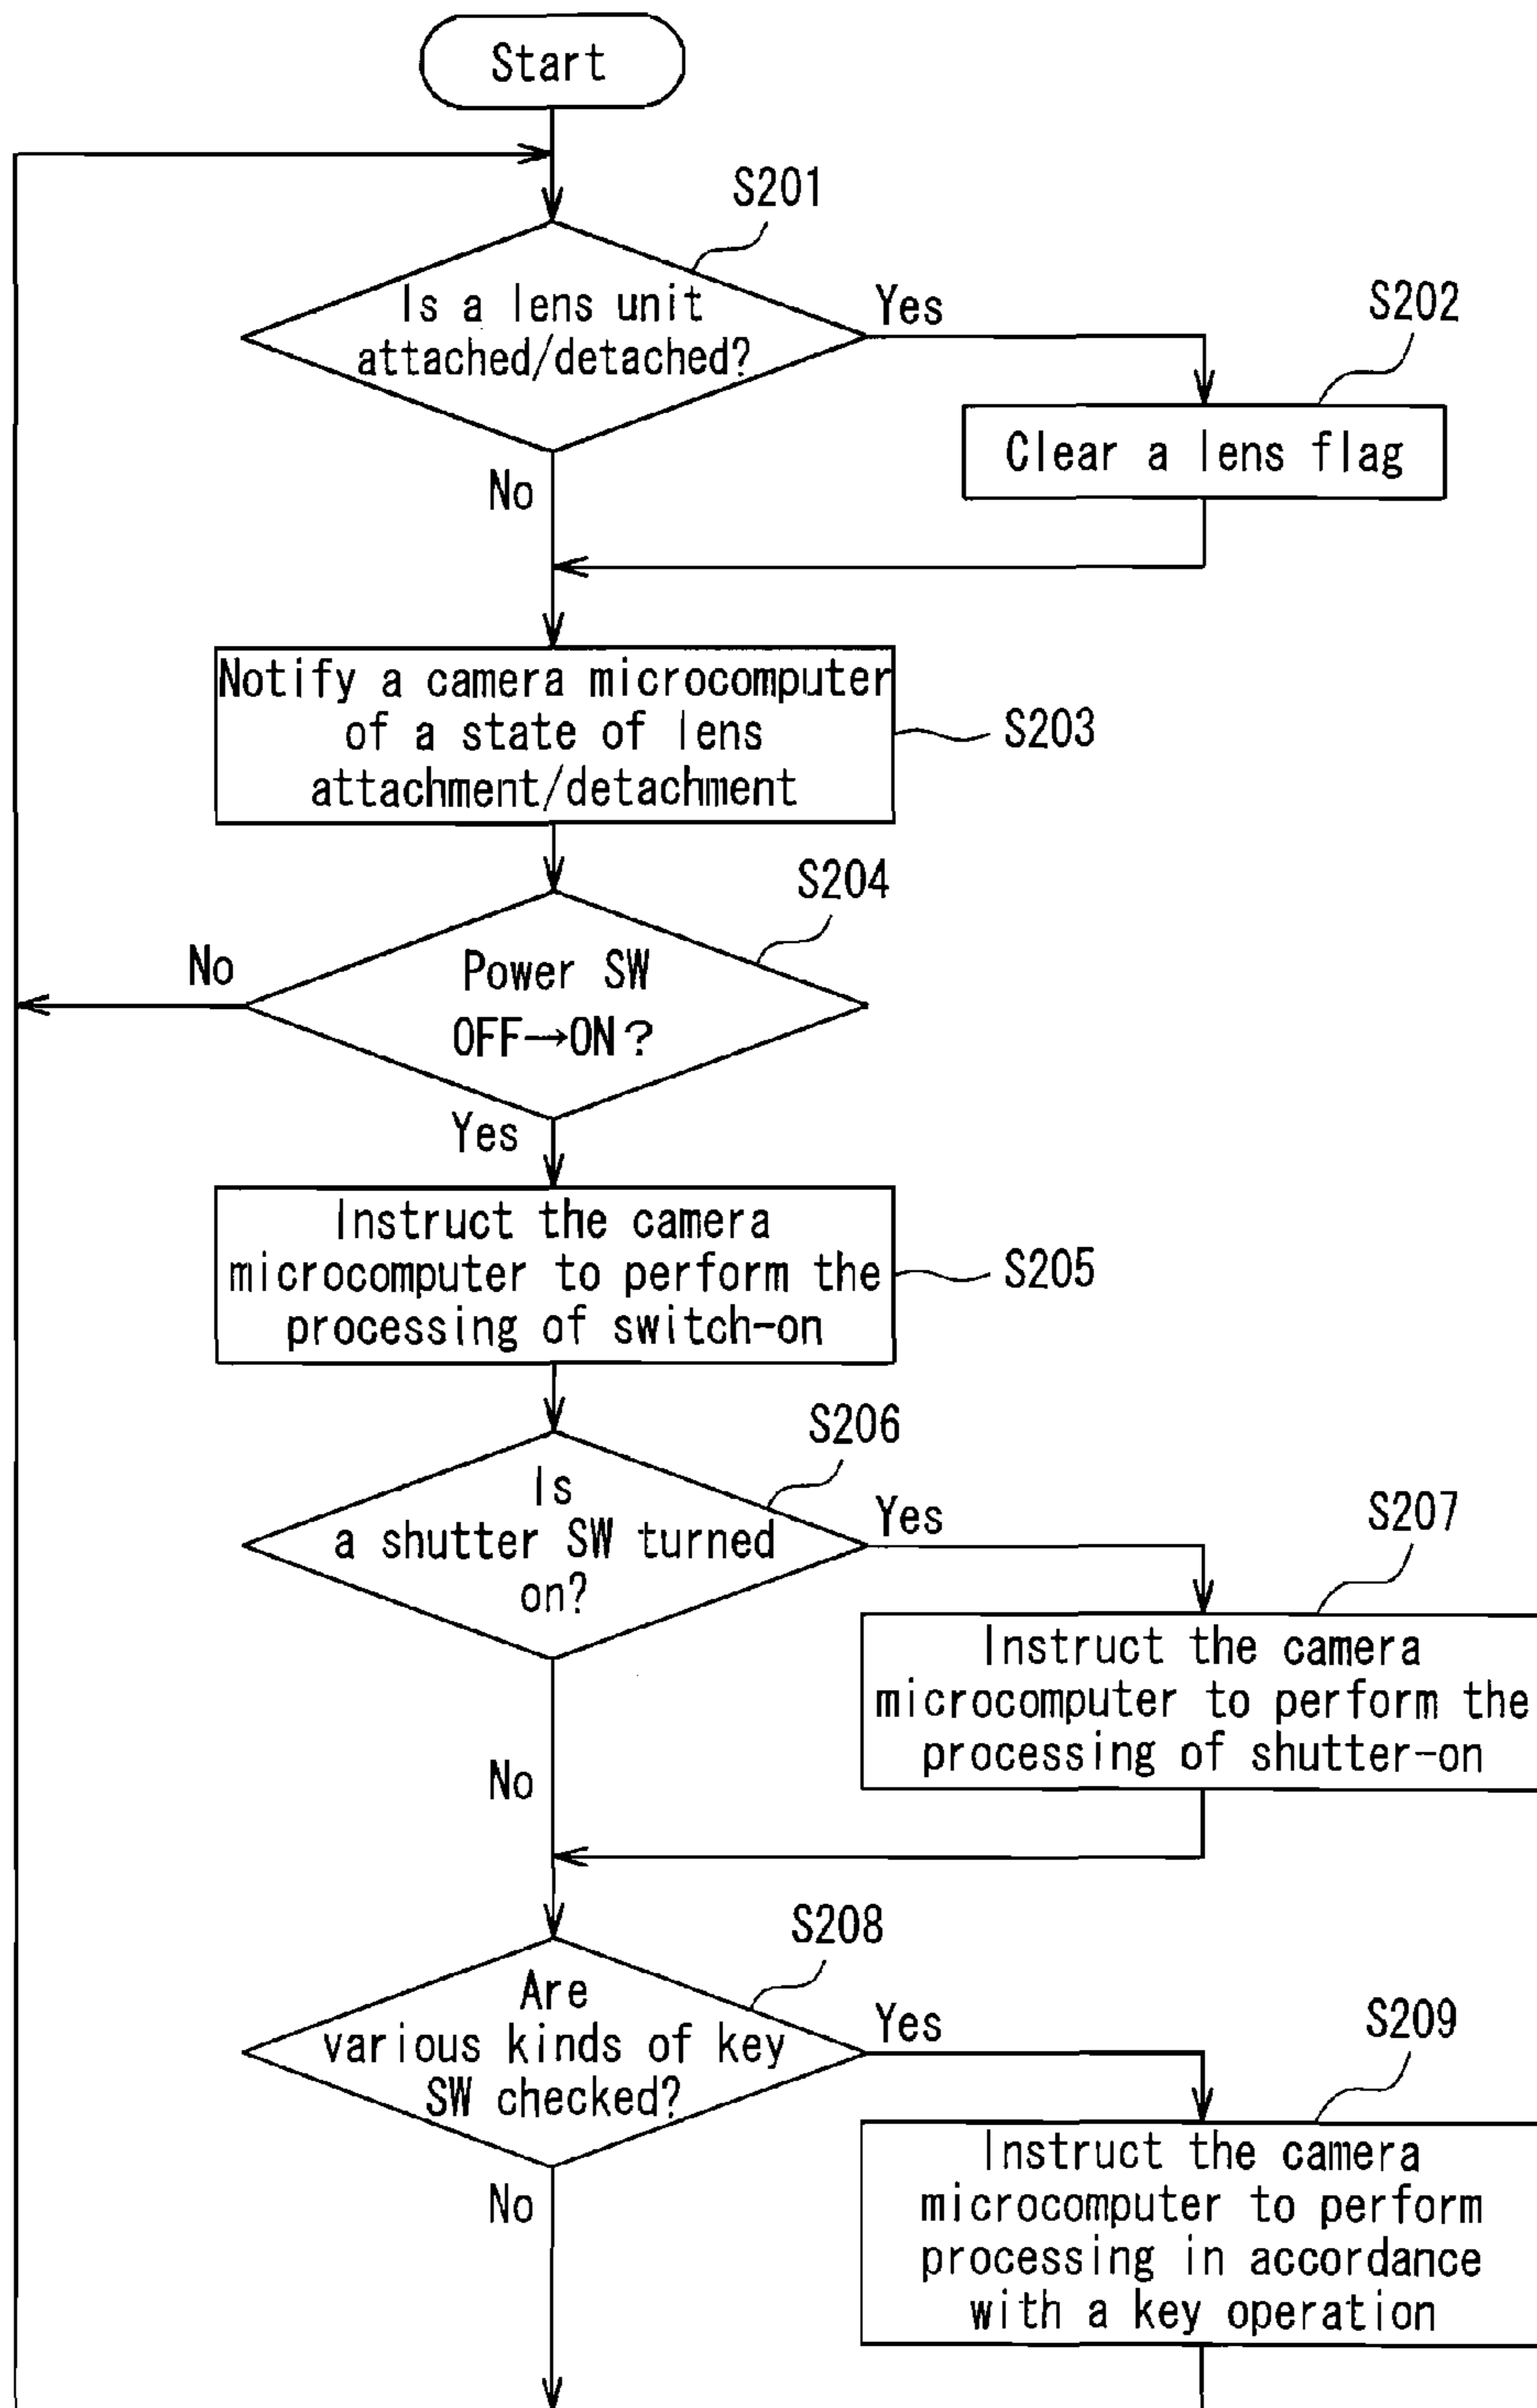 Start
S201
Is a lens unit
attached/detached?
Yes
S202
Clear a lens flag
No
Notify a camera microcomputer
of a state of lens
attachment/detachment
S203
S204
No
Power SW
OFF→ON?
Yes
Instruct the camera
microcomputer to perform the
processing of switch-on
S205
S206
Is
a shutter SW turned
on?
Yes
S207
Instruct the camera
microcomputer to perform the
processing of shutter-on
No
S208
Are
various kinds of key
SW checked?
Yes
S209
Instruct the camera
microcomputer to perform
processing in accordance
with a key operation
No